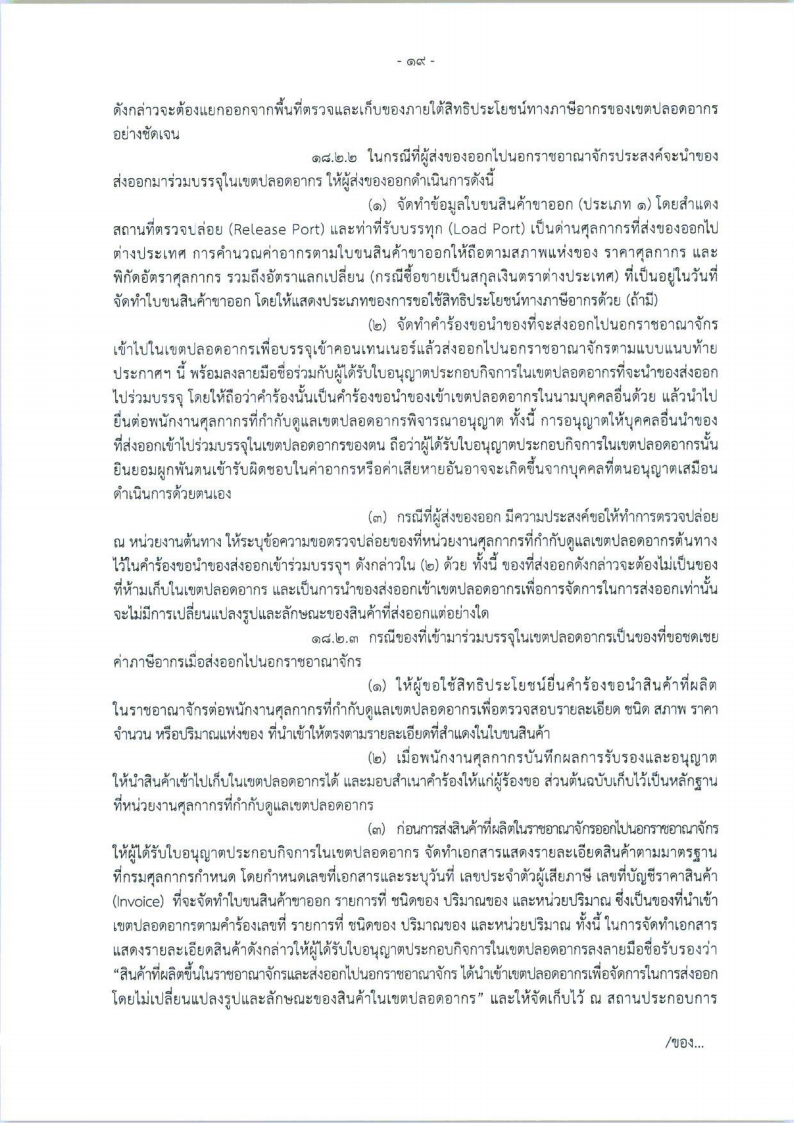 - ๑๙ -
ดังกล่าวจะต้องแยกออกจากพื้นที่ตรวจและเก็บของภายใต้สิทธิประโยชน์ทางภาษีอากรของเขตปลอดอากร
อย่างชัดเจน
๑๘.๒.๒ ในกรณีที่ผู้ส่งของออกไปนอกราชอาณาจักรประสงค์จะนำของ
ส่งออกมาร่วมบรรจุในเขตปลอดอากร ให้ผู้ส่งของออกดำเนินการดังนี้
(๑) จัดทำข้อมูลใบขนสินค้าขาออก (ประเภท ๑) โดยสำแดง
สถานที่ตรวจปล่อย (Release Port) และท่าที่รับบรรทุก (Load Port) เป็นด่านศุลกากรที่ส่งของออกไป
ต่างประเทศ การคำนวณค่าอากรตามใบขนสินค้าขาออกให้ถือตามสภาพแห่งของ ราคาศุลกากร และ
พิกัดอัตราศุลกากร รวมถึงอัตราแลกเปลี่ยน (กรณีซื้อขายเป็นสกุลเงินตราต่างประเทศ) ที่เป็นอยู่ในวันที่
จัดทำใบขนสินค้าขาออก โดยให้แสดงประเภทของการขอใช้สิทธิประโยชน์ทางภาษีอากรด้วย (ถ้ามี)
(๒) จัดทำคำร้องขอนำของที่จะส่งออกไปนอกราชอาณาจักร
เข้าไปในเขตปลอดอากรเพื่อบรรจุเข้าคอนเทนเนอร์แล้วส่งออกไปนอกราชอาณาจักรตามแบบแนบท้าย
ประกาศฯ นี้ พร้อมลงลายมือชื่อร่วมกับผู้ได้รับใบอนุญาตประกอบกิจการในเขตปลอดอากรที่จะนำของส่งออก
ไปร่วมบรรจุ โดยให้ถือว่าคำร้องนั้นเป็นคำร้องขอนำของเข้าเขตปลอดอากรในนามบุคคลอื่นด้วย แล้วนำไป
ยื่นต่อพนักงานศุลกากรที่กำกับดูแลเขตปลอดอากรพิจารณาอนุญาต ทั้งนี้ การอนุญาตให้บุคคลอื่นนำของ
ที่ส่งออกเข้าไปร่วมบรรจุในเขตปลอดอากรของตน ถือว่าผู้ได้รับใบอนุญาตประกอบกิจการในเขตปลอดอากรนั้น
ยินยอมผูกพันตนเข้ารับผิดชอบในค่าอากรหรือค่าเสียหายอันอาจจะเกิดขึ้นจากบุคคลที่ตนอนุญาตเสมือน
ดำเนินการด้วยตนเอง
(๓) กรณีที่ผู้ส่งของออก มีความประสงค์ขอให้ทำการตรวจปล่อย
ณ หน่วยงานต้นทาง ให้ระบุข้อความขอตรวจปล่อยของที่หน่วยงานศุลกากรที่กำกับดูแลเขตปลอดอากรต้นทาง
ไว้ในคำร้องขอนำของส่งออกเข้าร่วมบรรจุฯ ดังกล่าวใน (๒) ด้วย ทั้งนี้ ของที่ส่งออกดังกล่าวจะต้องไม่เป็นของ
ที่ห้ามเก็บในเขตปลอดอากร และเป็นการนำของส่งออกเข้าเขตปลอดอากรเพื่อการจัดการในการส่งออกเท่านั้น
จะไม่มีการเปลี่ยนแปลงรูปและลักษณะของสินค้าที่ส่งออกแต่อย่างใด
๑๘.๒.๓ กรณีของที่เข้ามาร่วมบรรจุในเขตปลอดอากรเป็นของที่ขอชดเชย
ค่าภาษีอากรเมื่อส่งออกไปนอกราชอาณาจักร
(๑) ให้ผู้ขอใช้สิทธิประโยชน์ยื่นคำร้องขอนำสินค้าที่ผลิต
ในราชอาณาจักรต่อพนักงานศุลกากรที่กำกับดูแลเขตปลอดอากรเพื่อตรวจสอบรายละเอียด ชนิด สภาพ ราคา
จำนวน หรือปริมาณแห่งของ ที่นำเข้าให้ตรงตามรายละเอียดที่สำแดงในใบขนสินค้า
(๒) เมื่อพนักงานศุลกากรบันทึกผลการรับรองและอนุญาต
ให้นำสินค้าเข้าไปเก็บในเขตปลอดอากรได้ และมอบสำเนาคำร้องให้แก่ผู้ร้องขอ ส่วนต้นฉบับเก็บไว้เป็นหลักฐาน
ที่หน่วยงานศุลกากรที่กำกับดูแลเขตปลอดอากร
(๓) ก่อนการส่งสินค้าที่ผลิตในราชอาณาจักรออกไปนอกราชอาณาจักร
ให้ผู้ได้รับใบอนุญาตประกอบกิจการในเขตปลอดอากร จัดทำเอกสารแสดงรายละเอียดสินค้าตามมาตรฐาน
ที่กรมศุลกากรกำหนด โดยกำหนดเลขที่เอกสารและระบุวันที่ เลขประจำตัวผู้เสียภาษี เลขที่บัญชีราคาสินค้า
(Invoice) ที่จะจัดทำใบขนสินค้าขาออก รายการที่ ชนิดของ ปริมาณของ และหน่วยปริมาณ ซึ่งเป็นของที่นำเข้า
เขตปลอดอากรตามคำร้องเลขที่ รายการที่ ชนิดของ ปริมาณของ และหน่วยปริมาณ ทั้งนี้ ในการจัดทำเอกสาร
แสดงรายละเอียดสินค้าดังกล่าวให้ผู้ได้รับใบอนุญาตประกอบกิจการในเขตปลอดอากรลงลายมือชื่อรับรองว่า
“สินค้าที่ผลิตขึ้นในราชอาณาจักรและส่งออกไปนอกราชอาณาจักร ได้นำเข้าเขตปลอดอากรเพื่อจัดการในการส่งออก
โดยไม่เปลี่ยนแปลงรูปและลักษณะของสินค้าในเขตปลอดอากร” และให้จัดเก็บไว้ ณ สถานประกอบการ
/ของ...